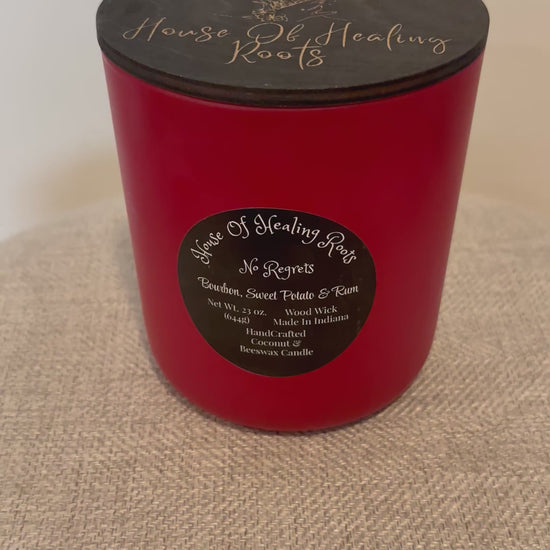 House Of Healing
Roots
House Of Healing Roots
No Regrets
Bourbon, Sweet Potato & Rum
Net Wt. 23 oz. Wood Wick
(644g) Made In Indiana
HandCrafted
Coconut &
Beeswax Candle